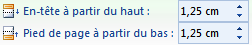 En-tête à partir du haut : 1,25 cm
Pied de page à partir du bas : 1,25 cm